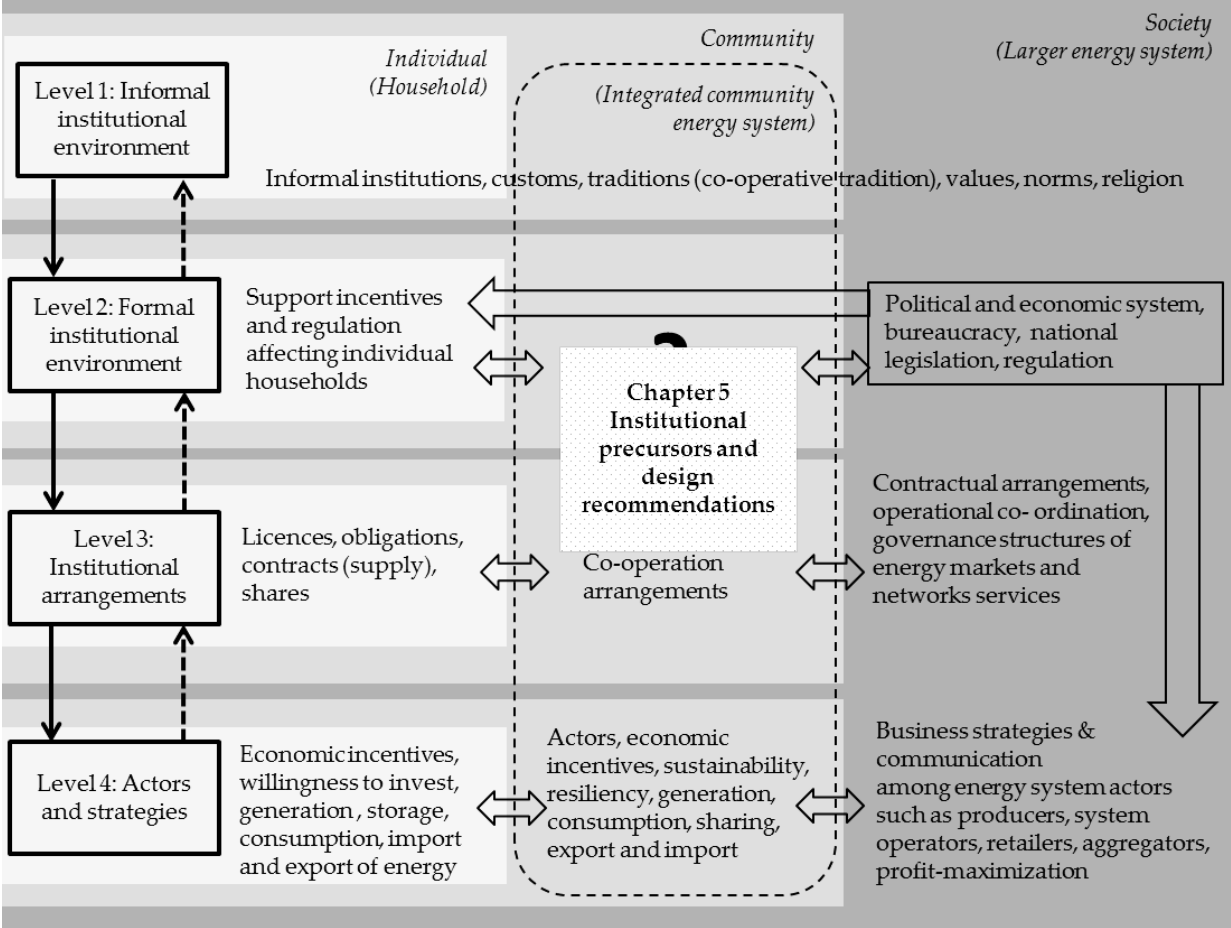 Society
(Larger energy system)
Community
(Integrated community
energy system)
Individual
(Household)
Level 1: Informal
institutional
environment
Informal institutions, customs, traditions (co-operative tradition), values, norms, religion
Level 2: Formal
institutional
environment
Support incentives
and regulation
affecting individual
households
?
Chapter 5
Institutional
precursors and
design
recommendations
Political and economic system,
bureaucracy, national
legislation, regulation
Level 3:
Institutional
arrangements
Licences, obligations,
contracts (supply),
shares
Co-operation
arrangements
Contractual arrangements,
operational co- ordination,
governance structures of
energy markets and
networks services
Level 4: Actors
and strategies
Economic incentives,
willingness to invest,
generation , storage,
consumption, import
and export of energy
Actors, economic
incentives, sustainability,
resiliency, generation,
consumption, sharing,
export and import
Business strategies &
communication
among energy system actors
such as producers, system
operators, retailers, aggregators,
profit-maximization